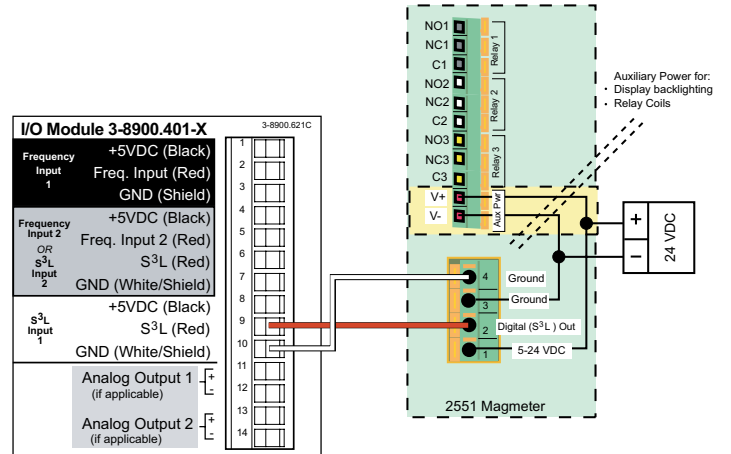 NO1
NC1
C1
Relay 1
NO2
NC2
C2
Relay 2
NO3
NC3
C3
Relay 3
V+
V-
Aux Pwr
Auxiliary Power for:
· Display backlighting
· Relay Coils
+
-
24 VDC
I/O Module 3-8900.401-X
3-8900.621C
Frequency
Input
1
+5VDC (Black)
Freq. Input (Red)
GND (Shield)
Frequency
Input 2
OR
S³L
Input
2
+5VDC (Black)
Freq. Input 2 (Red)
S³L (Red)
GND (White/Shield)
S³L
Input
1
+5VDC (Black)
S³L (Red)
GND (White/Shield)
Analog Output 1
(if applicable)
+
-
Analog Output 2
(if applicable)
+
-
1
2
3
4
5
6
7
8
9
10
11
12
13
14
4
Ground
3
Ground
2
Digital (S³L ) Out
1
5-24 VDC
2551 Magmeter